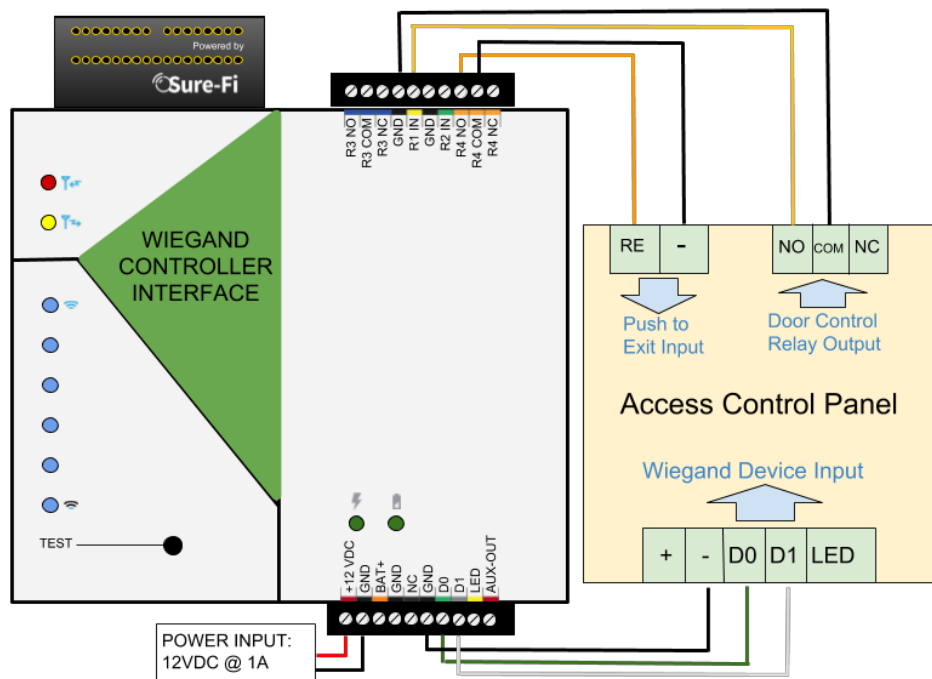 Powered by
Sure-Fi
R3 NO
R3 COM
R3 NC
GND
R1 IN
GND
R2 IN
R4 NO
R4 COM
R4 NC
WIEGAND
CONTROLLER
INTERFACE
RE
-
NO
COM
NC
Push to
Exit Input
Door Control
Relay Output
Access Control Panel
Wiegand Device Input
+
-
D0
D1
LED
TEST
+12 VDC
GND
BAT+
GND
NC
GND
D0
D1
LED
AUX-OUT
POWER INPUT:
12VDC @ 1A